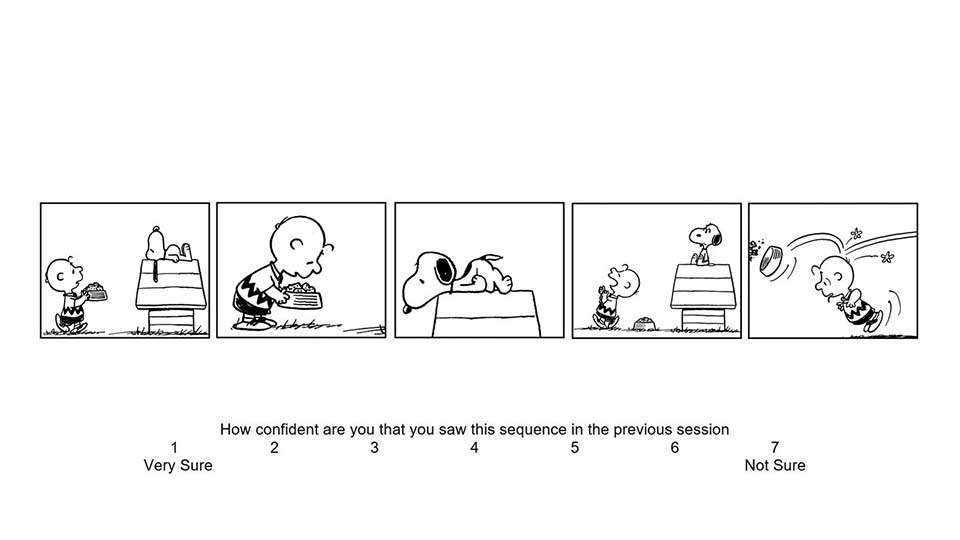 How confident are you that you saw this sequence in the previous session
1 2 3 4 5 6 7
Very Sure Not Sure